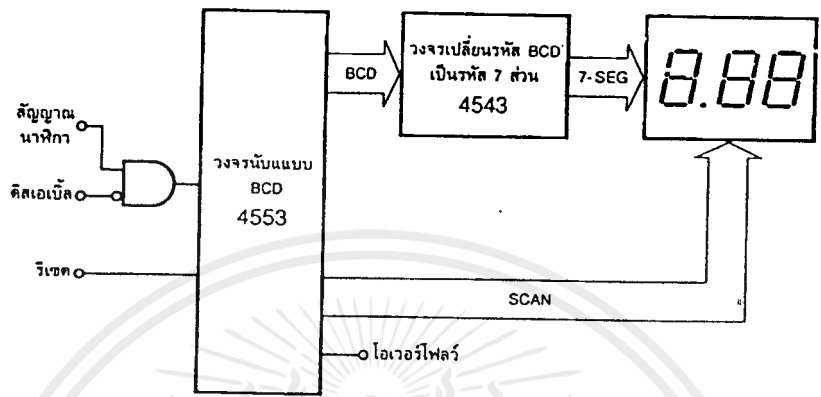 วงจรเปลี่ยนรหัส BCD
เป็นรหัส 7 ส่วน
4543
BCD
7-SEG
8.88
สัญญาณ
นาฬิกา
ดิสเอเบิ้ล
รีเซต
วงจรนับแแบบ
BCD
4553
SCAN
โอเวอร์โฟลว์